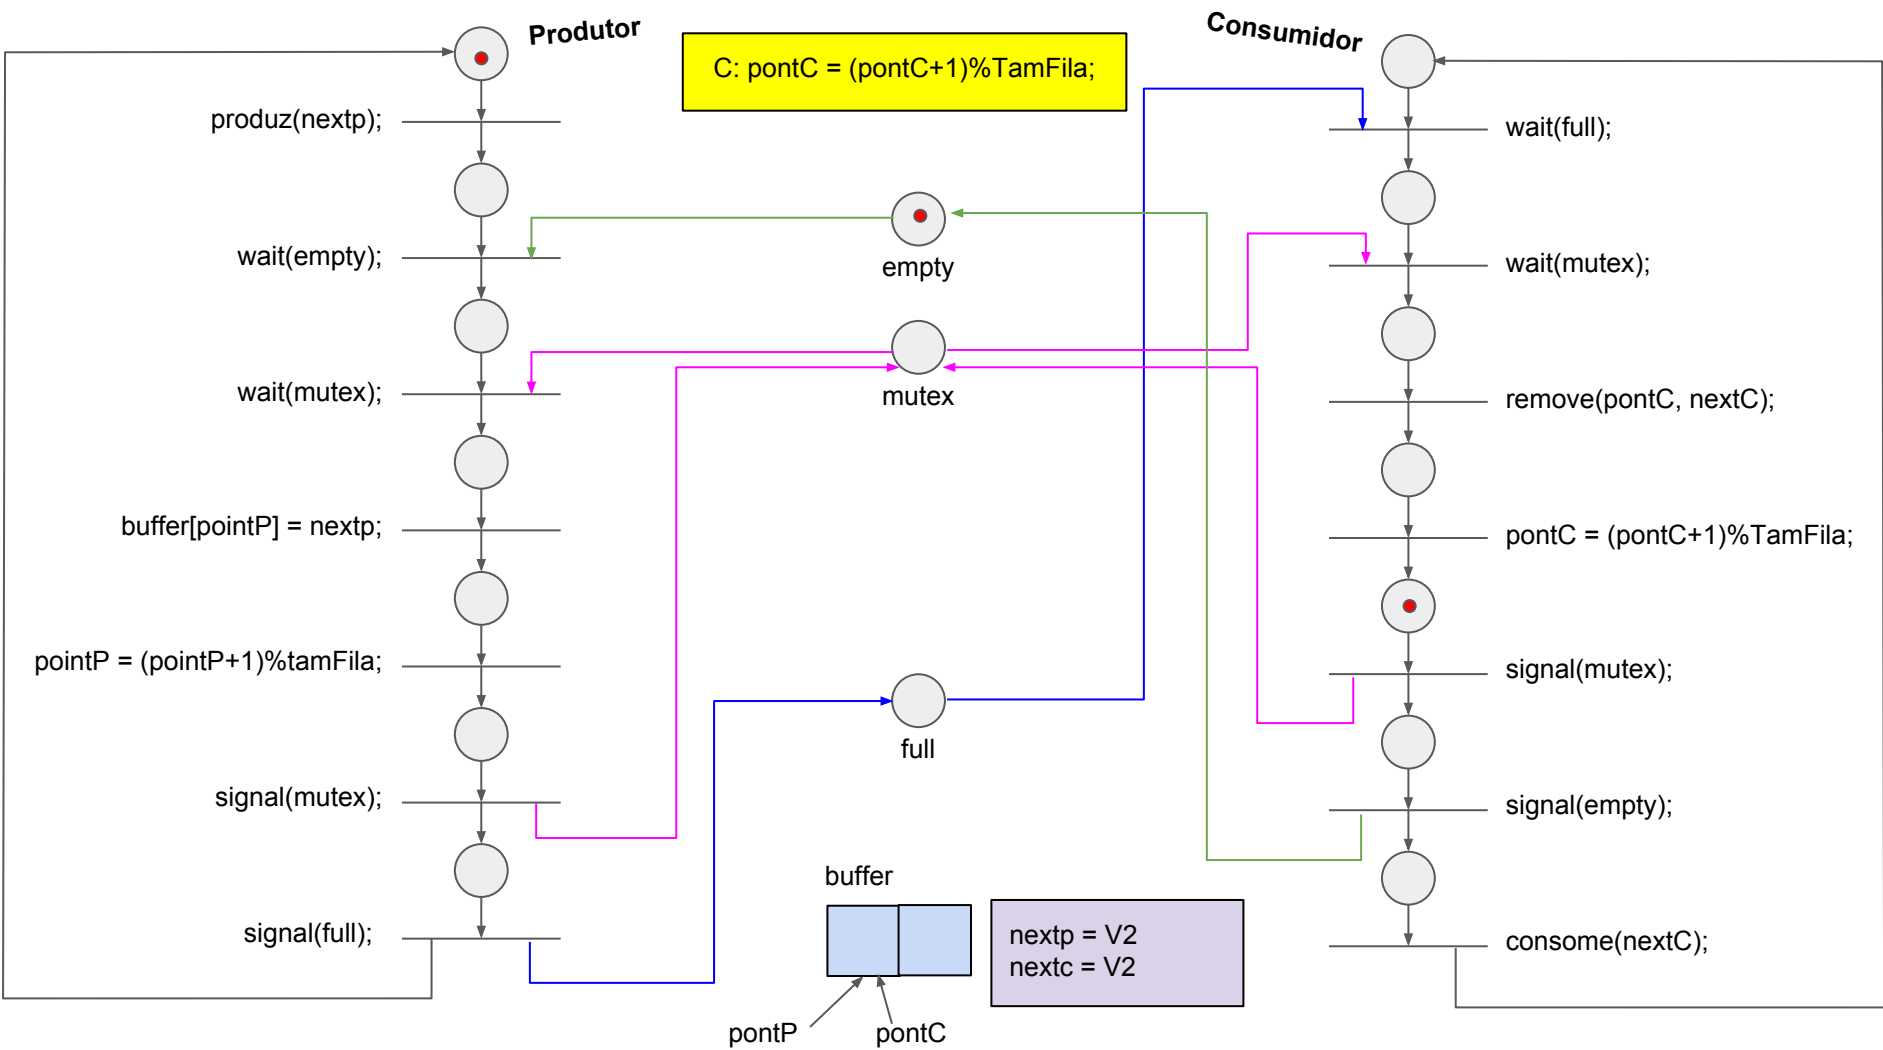 Produtor
C: pontC = (pontC+1)%TamFila;
Consumidor
produz(nextp);
wait(empty);
wait(mutex);
buffer[pointP] = nextp;
pointP = (pointP+1)%tamFila;
signal(mutex);
signal(full);
empty
mutex
full
buffer
pontP
pontC
nextp = V2
nextc = V2
wait(full);
wait(mutex);
remove(pontC, nextC);
pontC = (pontC+1)%TamFila;
signal(mutex);
signal(empty);
consome(nextC);